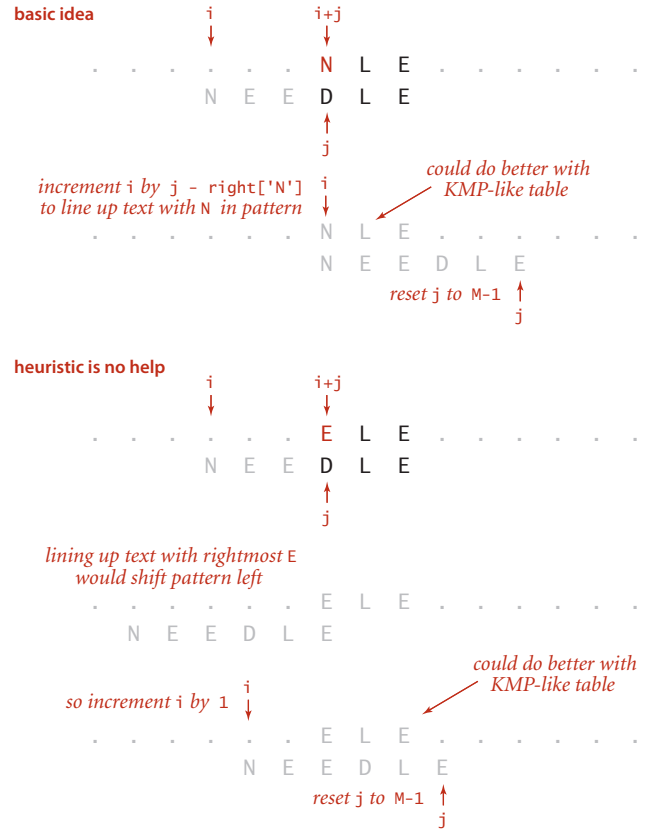 basic idea
i i+j
. . . . . . N L E . . . . . .
N E E D L E
j
could do better with
KMP-like table
increment i by j - right['N']
to line up text with N in pattern
i
. . . . . . N L E . . . . . .
N E E D L E
reset j to M-1
j
heuristic is no help
i i+j
. . . . . . E L E . . . . . .
N E E D L E
j
lining up text with rightmost E
would shift pattern left
. . . . . . E L E . . . . . .
N E E D L E
could do better with
KMP-like table
so increment i by 1
i
. . . . . . E L E . . . . . .
N E E D L E
reset j to M-1
j